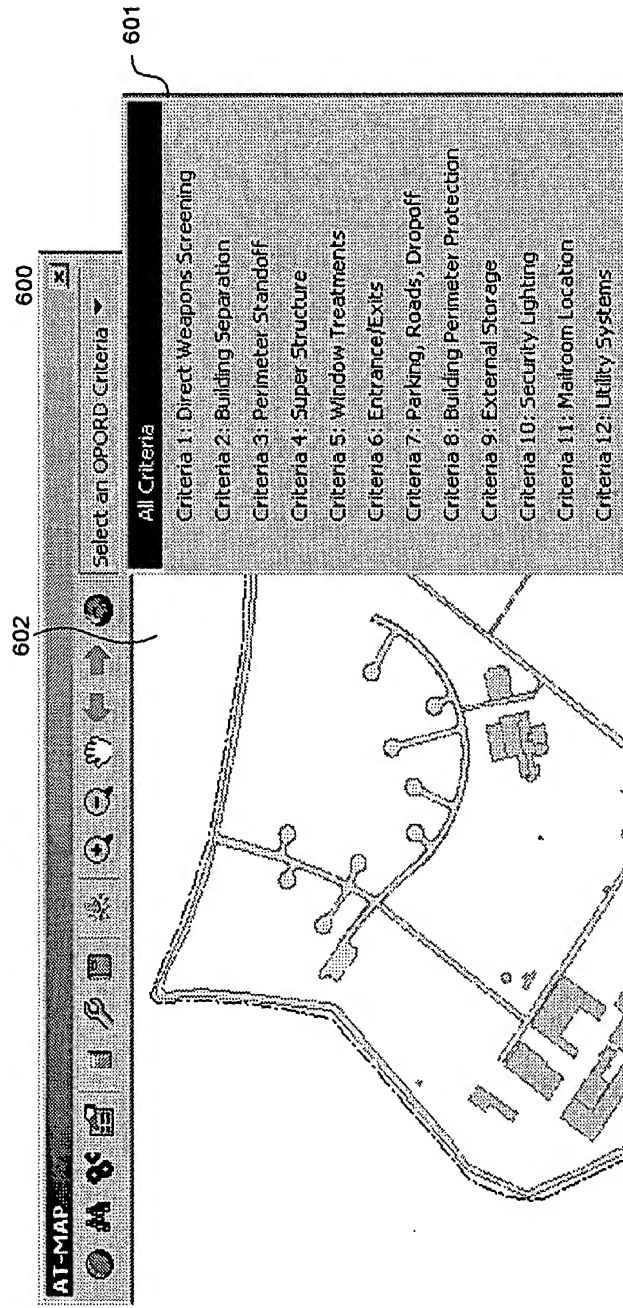 600
601
602
AT-MAP
Select an OPORD Criteria
All Criteria
Criteria 1: Direct Weapons Screening
Criteria 2: Building Separation
Criteria 3: Perimeter Standoff
Criteria 4: Super Structure
Criteria 5: Window Treatments
Criteria 6: Entrance/Exits
Criteria 7: Parking, Roads, Dropoff
Criteria 8: Building Perimeter Protection
Criteria 9: External Storage
Criteria 10: Security Lighting
Criteria 11: Mailroom Location
Criteria 12: Utility Systems